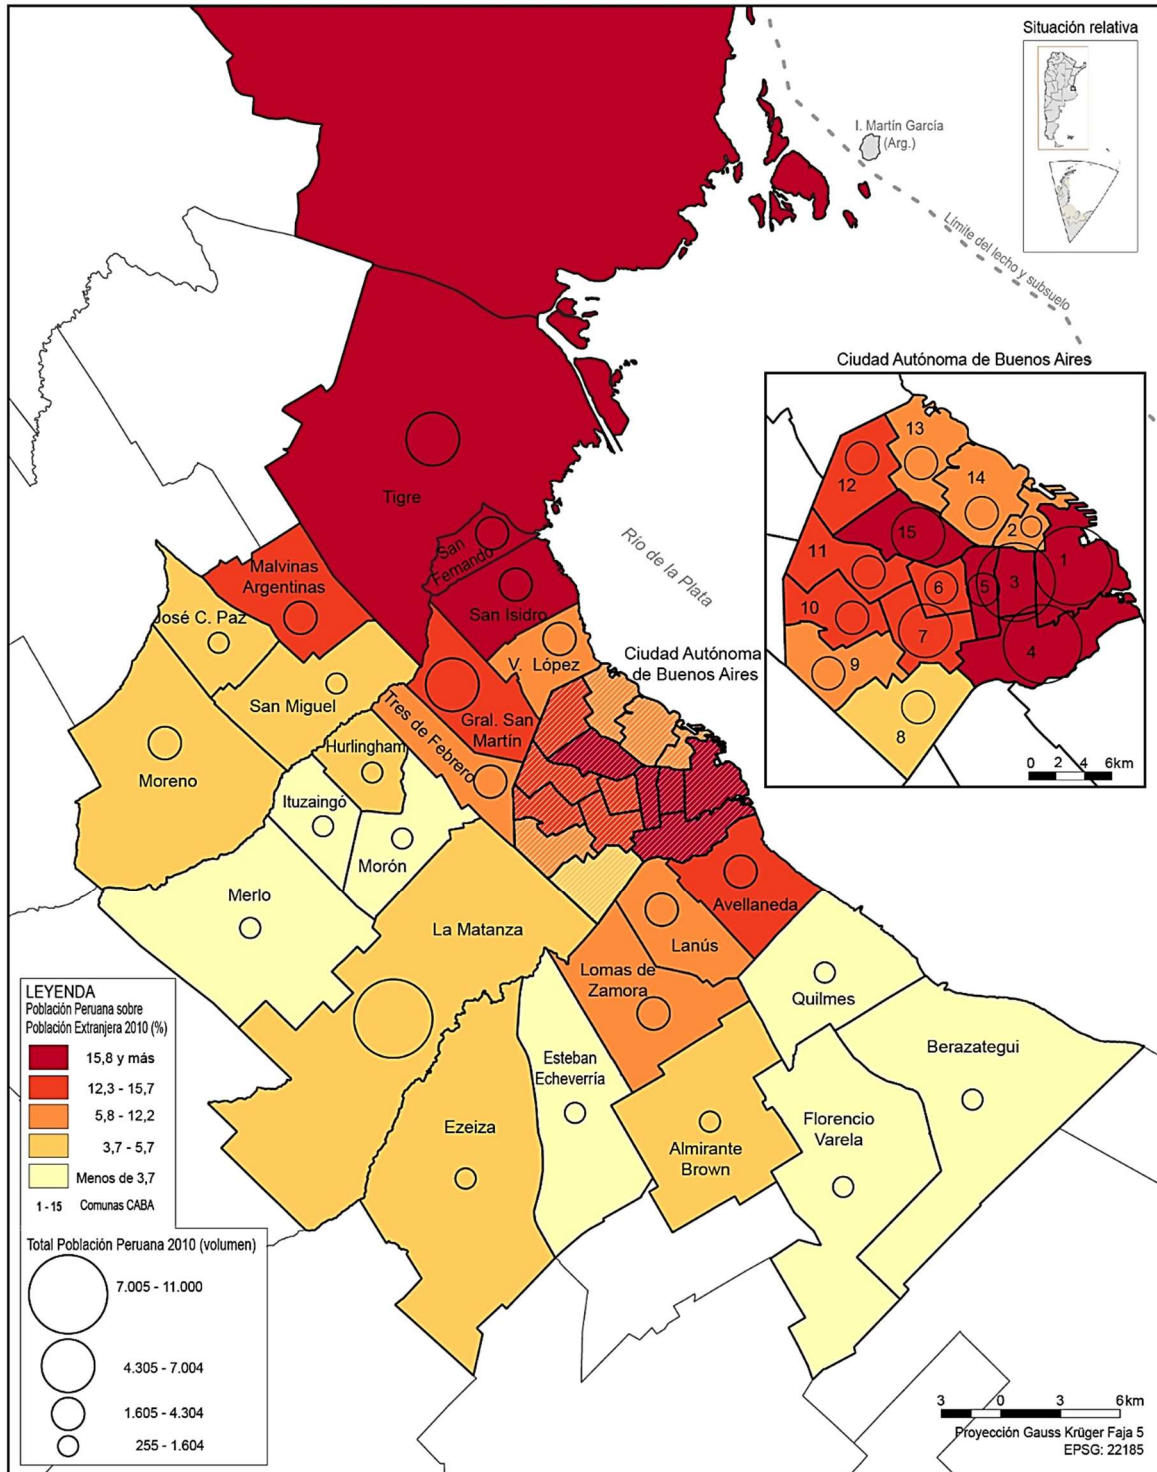 Situación relativa
I. Martín García
(Arg.)
Límite del lecho y subsuelo
Ciudad Autónoma de Buenos Aires
13
14
12
2
15
1
11
5
3
6
10
7
4
9
8
0 2 4 6km
Río de la Plata
Tigre
San
Fernando
Malvinas
Argentinas
San Isidro
José C. Paz
V. López
Ciudad Autónoma
de Buenos Aires
San Miguel
Gral. San
Martín
Tres de Febrero
Hurlingham
Moreno
Ituzaingó
Morón
Merlo
Avellaneda
La Matanza
Lanús
Lomas de
Zamora
Quilmes
Berazategui
Esteban
Echeverría
Ezeiza
Florencio
Varela
Almirante
Brown
LEYENDA
Población Peruana sobre
Población Extranjera 2010 (%)
15,8 y más
12,3 - 15,7
5,8 - 12,2
3,7 - 5,7
Menos de 3,7
1 - 15 Comunas CABA
Total Población Peruana 2010 (volumen)
7.005 - 11.000
4.305 - 7.004
1.605 - 4.304
255 - 1.604
3 0 3 6km
Proyección Gauss Krüger Faja 5
EPSG: 22185